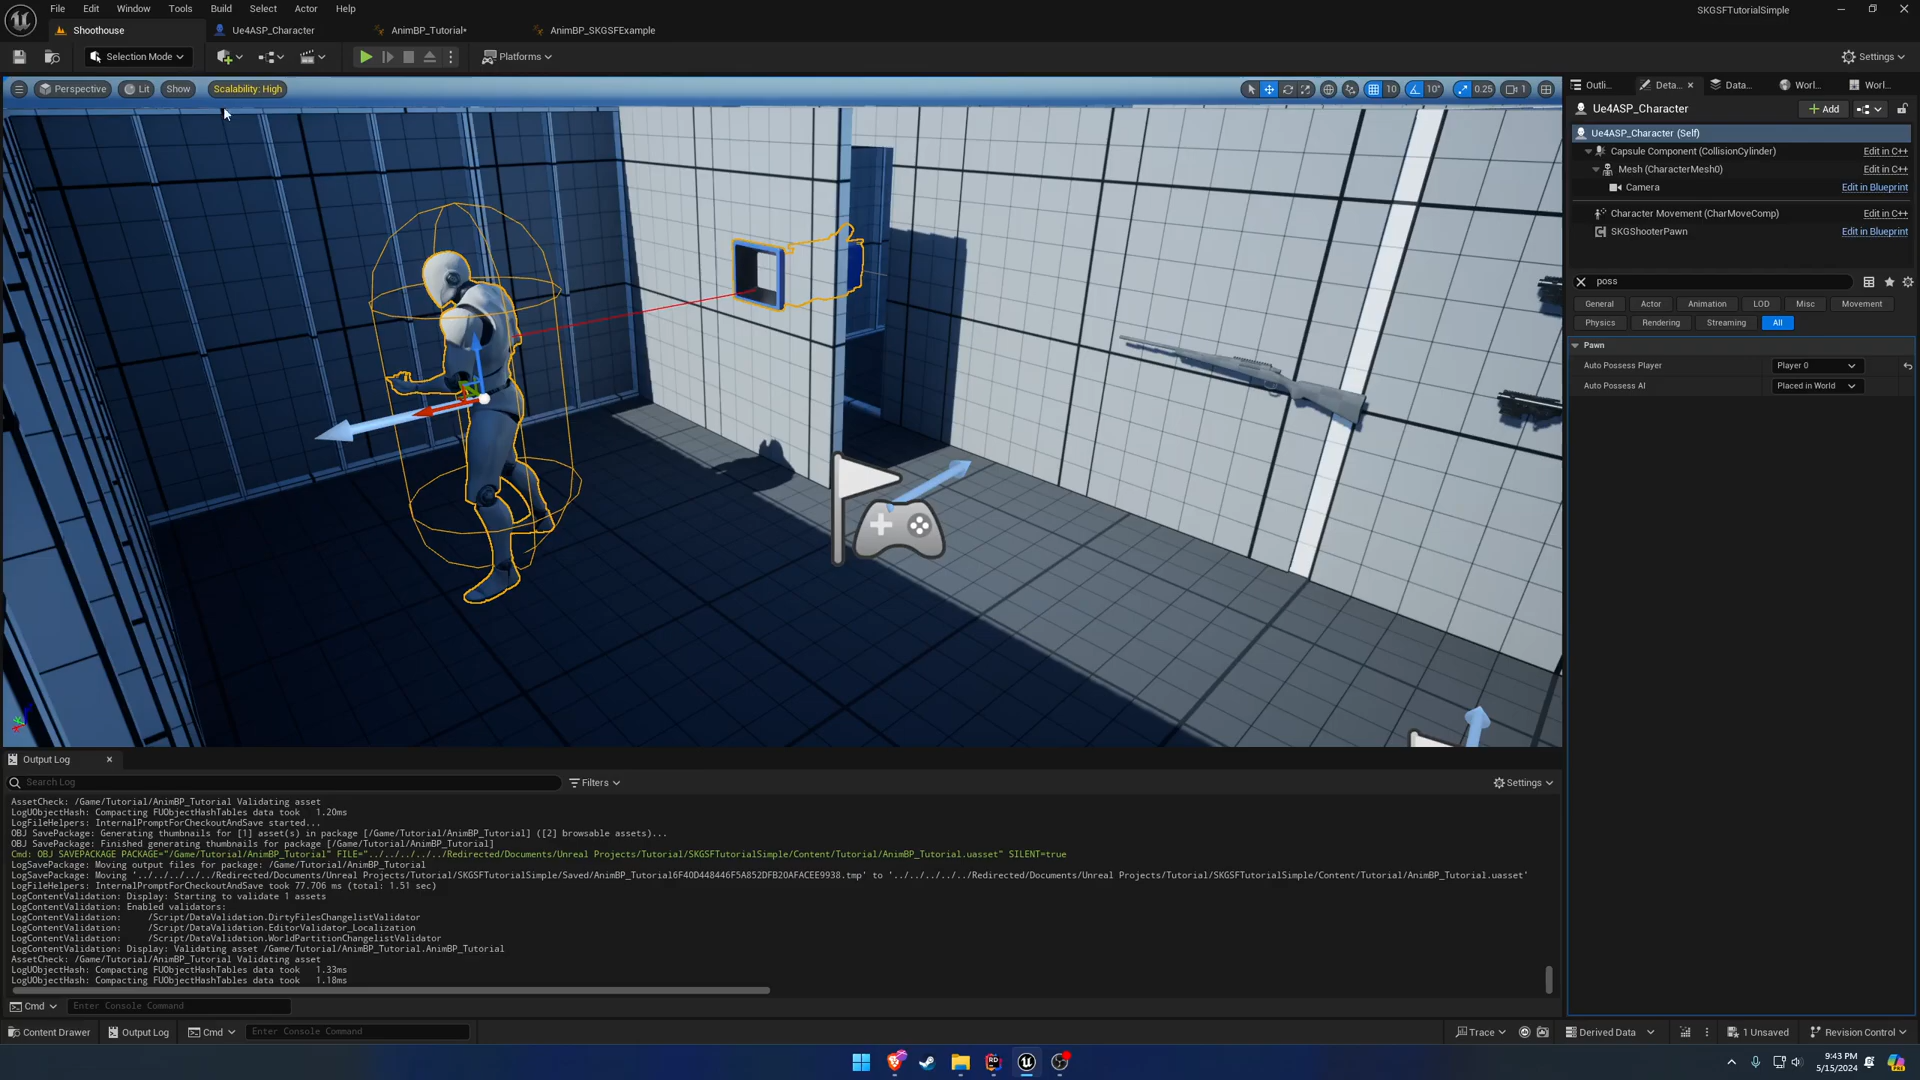 File Edit Window Tools Build Select Actor Help
SKGSFTutorialSimple
Shoothouse
Ue4ASP_Character
AnimBP_Tutorial*
AnimBP_SKGSFExample
Selection Mode
Platforms
Settings
Perspective
Lit
Show
Scalability: High
10
10°
0.25
1
Outli...
Deta...
Data...
Worl...
Worl...
Ue4ASP_Character
Add
Ue4ASP_Character (Self)
Capsule Component (CollisionCylinder) Edit in C++
Mesh (CharacterMesh0) Edit in C++
Camera Edit in Blueprint
Character Movement (CharMoveComp) Edit in C++
SKGShooterPawn Edit in Blueprint
poss
General Actor Animation LOD Misc Movement
Physics Rendering Streaming All
Pawn
Auto Possess Player Player 0
Auto Possess AI Placed in World
Output Log
Search Log
Filters
Settings
AssetCheck: /Game/Tutorial/AnimBP_Tutorial Validating asset
LogUObjectHash: Compacting FUObjectHashTables data took   1.20ms
LogFileHelpers: InternalPromptForCheckoutAndSave started...
OBJ SavePackage: Generating thumbnails for [1] asset(s) in package [/Game/Tutorial/AnimBP_Tutorial] ([2] browsable assets)...
OBJ SavePackage: Finished generating thumbnails for package [/Game/Tutorial/AnimBP_Tutorial]
Cmd: OBJ SAVEPACKAGE PACKAGE="/Game/Tutorial/AnimBP_Tutorial" FILE="../../../../../Redirected/Documents/Unreal Projects/Tutorial/SKGSFTutorialSimple/Content/Tutorial/AnimBP_Tutorial.uasset" SILENT=true
LogSavePackage: Moving output files for package: /Game/Tutorial/AnimBP_Tutorial
LogSavePackage: Moving '../../../../../Redirected/Documents/Unreal Projects/Tutorial/SKGSFTutorialSimple/Saved/AnimBP_Tutorial6F40D448446F5A852DFB20AFACEE9938.tmp' to '../../../../../Redirected/Documents/Unreal Projects/Tutorial/SKGSFTutorialSimple/Content/Tutorial/AnimBP_Tutorial.uasset'
LogFileHelpers: InternalPromptForCheckoutAndSave took 77.706 ms (total: 1.51 sec)
LogContentValidation: Display: Starting to validate 1 assets
LogContentValidation: Enabled validators:
LogContentValidation:     /Script/DataValidation.DirtyFilesChangelistValidator
LogContentValidation:     /Script/DataValidation.EditorValidator_Localization
LogContentValidation:     /Script/DataValidation.WorldPartitionChangelistValidator
LogContentValidation: Display: Validating asset /Game/Tutorial/AnimBP_Tutorial.AnimBP_Tutorial
AssetCheck: /Game/Tutorial/AnimBP_Tutorial Validating asset
LogUObjectHash: Compacting FUObjectHashTables data took   1.33ms
LogUObjectHash: Compacting FUObjectHashTables data took   1.18ms
Cmd Enter Console Command
Content Drawer
Output Log
Cmd
Enter Console Command
Trace
Derived Data
1 Unsaved
Revision Control
9:43 PM
5/15/2024